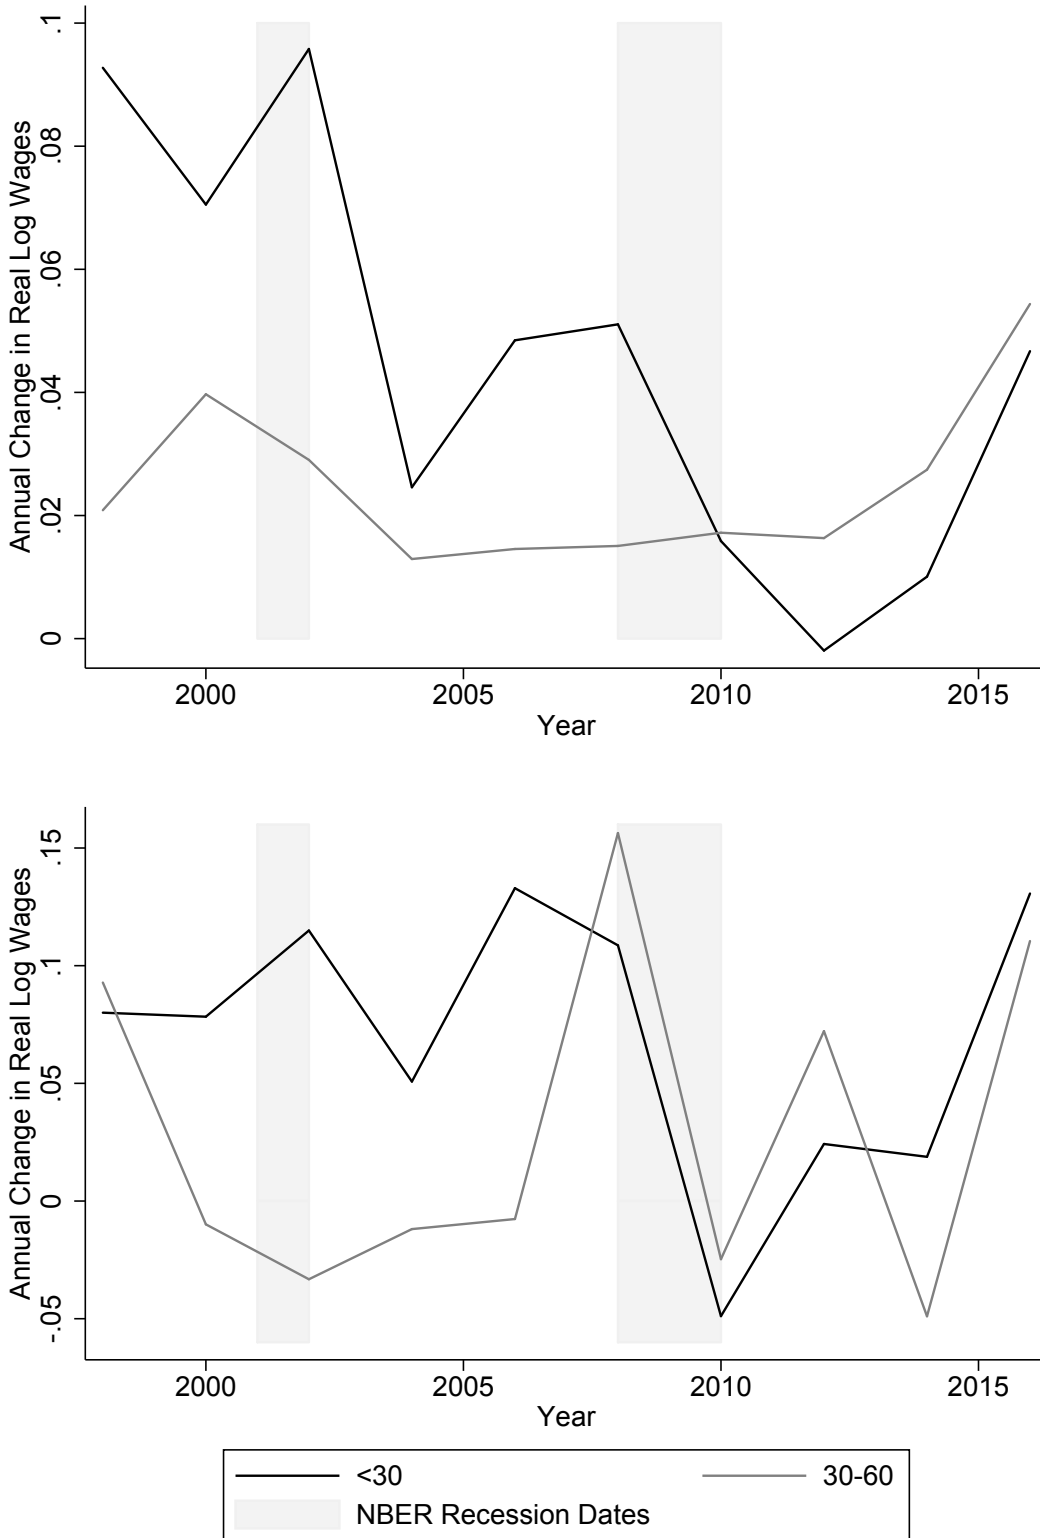 Annual Change in Real Log Wages
.1
.08
.06
.04
.02
0
2000 2005 2010 2015
Year
Annual Change in Real Log Wages
.15
.1
.05
0
-.05
2000 2005 2010 2015
Year
<30 30-60
NBER Recession Dates